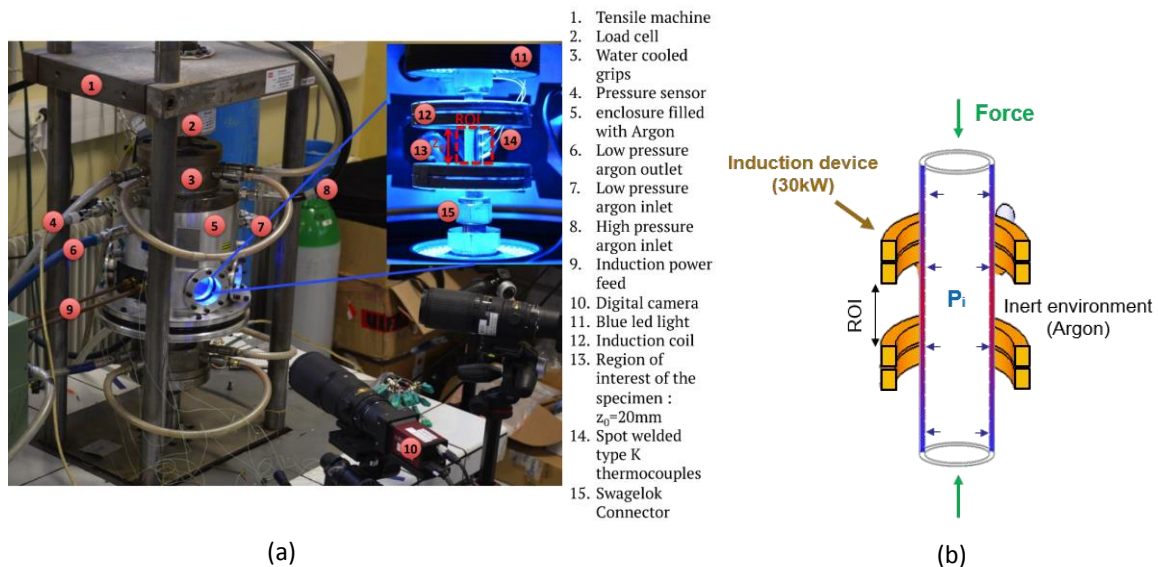 1. Tensile machine
2. Load cell
3. Water cooled
grips
4. Pressure sensor
5. enclosure filled
with Argon
6. Low pressure
argon outlet
7. Low pressure
argon inlet
8. High pressure
argon inlet
9. Induction power
feed
10. Digital camera
11. Blue led light
12. Induction coil
13. Region of
interest of the
specimen :
z₀=20mm
14. Spot welded
type K
thermocouples
15. Swagelok
Connector
1
2
3
4
5
6
7
8
9
10
11
12
ROI
13
14
15
(a)
Force
Induction device
(30kW)
ROI
Pi
Inert environment
(Argon)
(b)